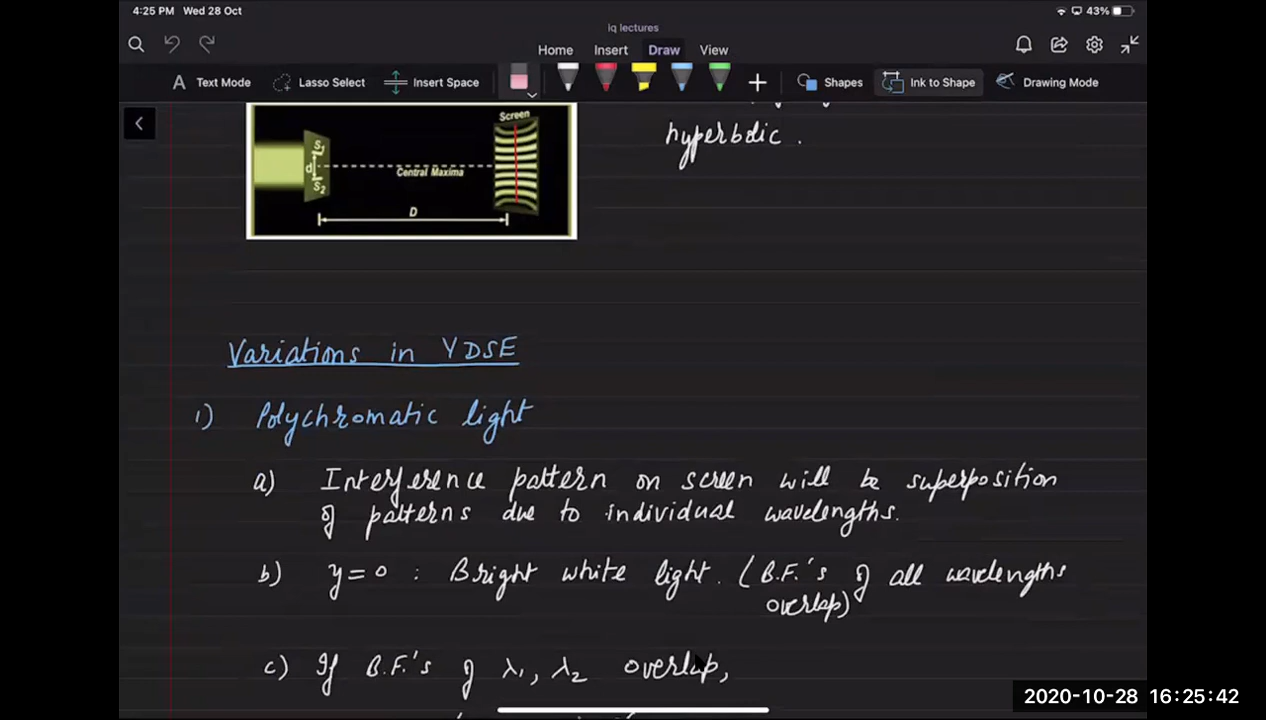 4:25 PM Wed 28 Oct
43%
iq lectures
Home Insert Draw View
Text Mode Lasso Select Insert Space Shapes Ink to Shape Drawing Mode
Screen
S1
d
S2
Central Maxima
D
hyperbolic.
Variations in YDSE
1) Polychromatic light
a) Interference pattern on screen will be superposition
of patterns due to individual wavelengths.
b) y=0 : Bright white light. (B.F.'s of all wavelengths
overlap)
c) If B.F.'s of λ1, λ2 overlap,
2020-10-28 16:25:42